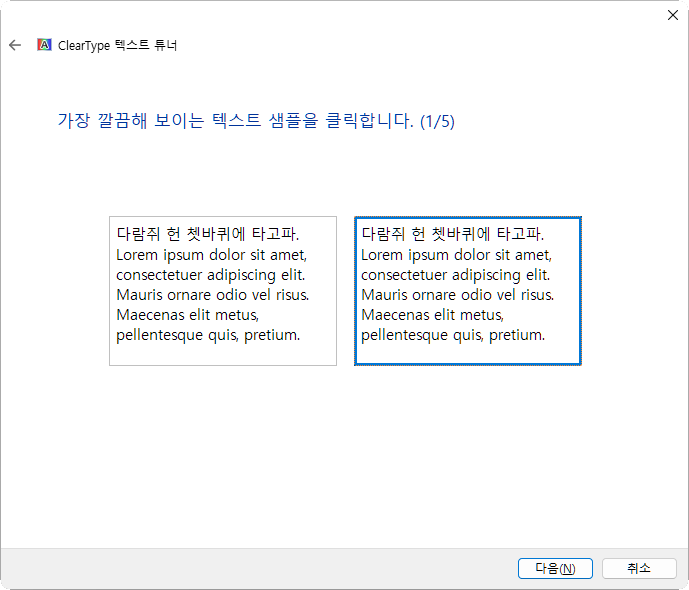 ClearType 텍스트 튜너
가장 깔끔해 보이는 텍스트 샘플을 클릭합니다. (1/5)
다람쥐 헌 쳇바퀴에 타고파.
Lorem ipsum dolor sit amet,
consectetuer adipiscing elit.
Mauris ornare odio vel risus.
Maecenas elit metus,
pellentesque quis, pretium.
다람쥐 헌 쳇바퀴에 타고파.
Lorem ipsum dolor sit amet,
consectetuer adipiscing elit.
Mauris ornare odio vel risus.
Maecenas elit metus,
pellentesque quis, pretium.
다음(N)
취소